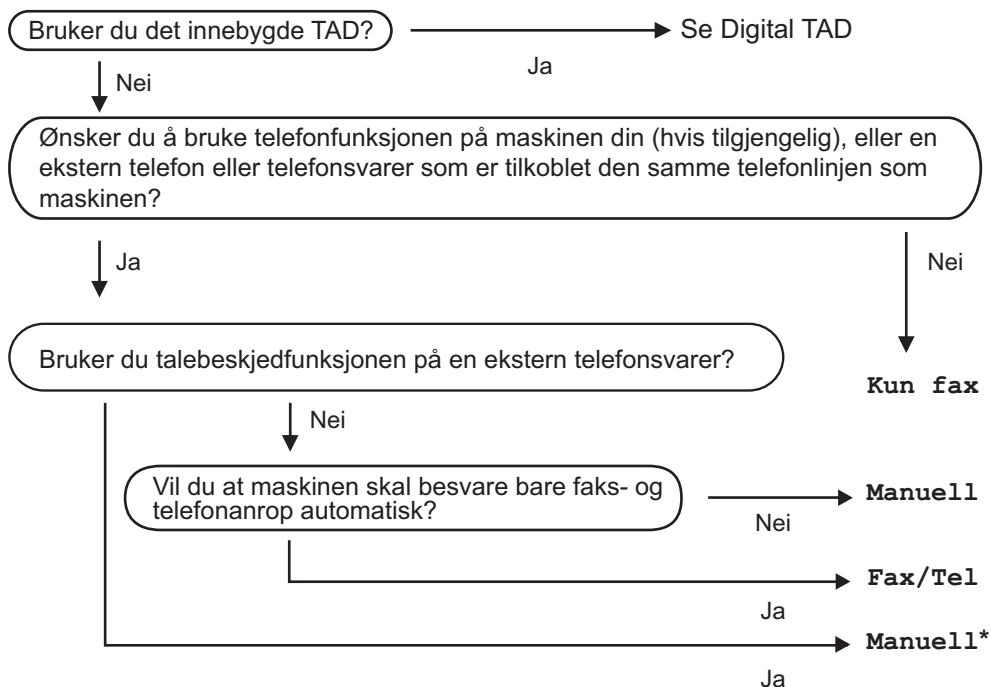 Bruker du det innebygde TAD?
Se Digital TAD
Ja
Nei
Ønsker du å bruke telefonfunksjonen på maskinen din (hvis tilgjengelig), eller en
ekstern telefon eller telefonsvarer som er tilkoblet den samme telefonlinjen som
maskinen?
Ja
Nei
Bruker du talebeskjedfunksjonen på en ekstern telefonsvarer?
Kun fax
Nei
Vil du at maskinen skal besvare bare faks- og
telefonanrop automatisk?
Manuell
Nei
Fax/Tel
Ja
Manuell*
Ja